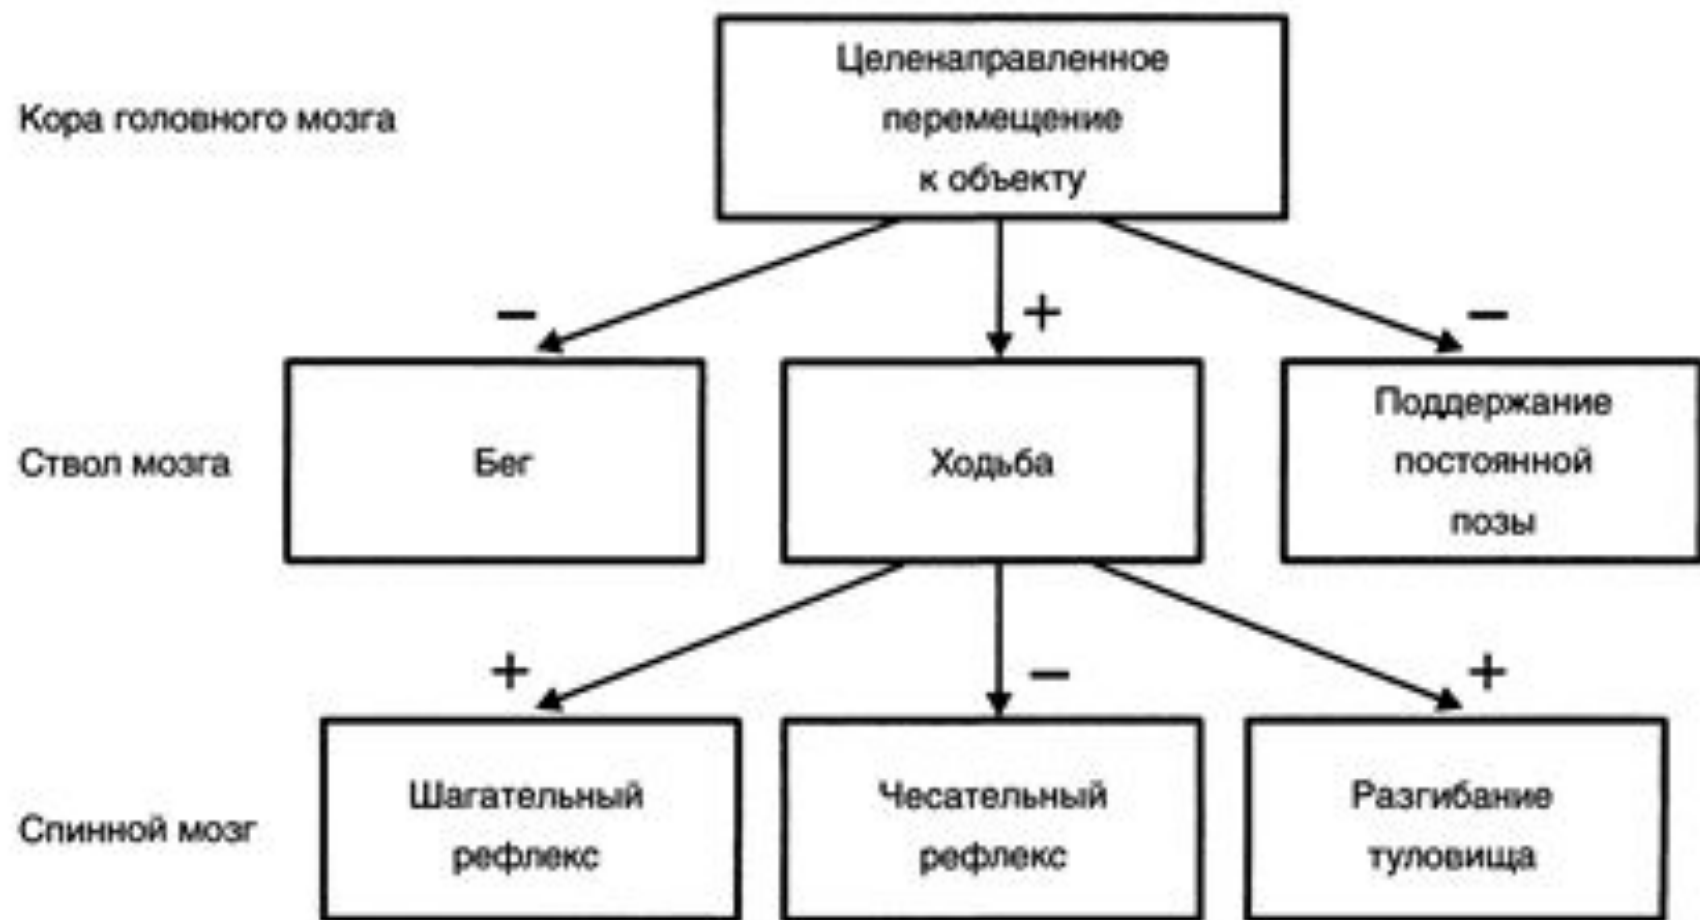 Кора головного мозга
Целенаправленное
перемещение
к объекту
−
+
−
Ствол мозга
Бег
Ходьба
Поддержание
постоянной
позы
+
−
+
Спинной мозг
Шагательный
рефлекс
Чесательный
рефлекс
Разгибание
туловища